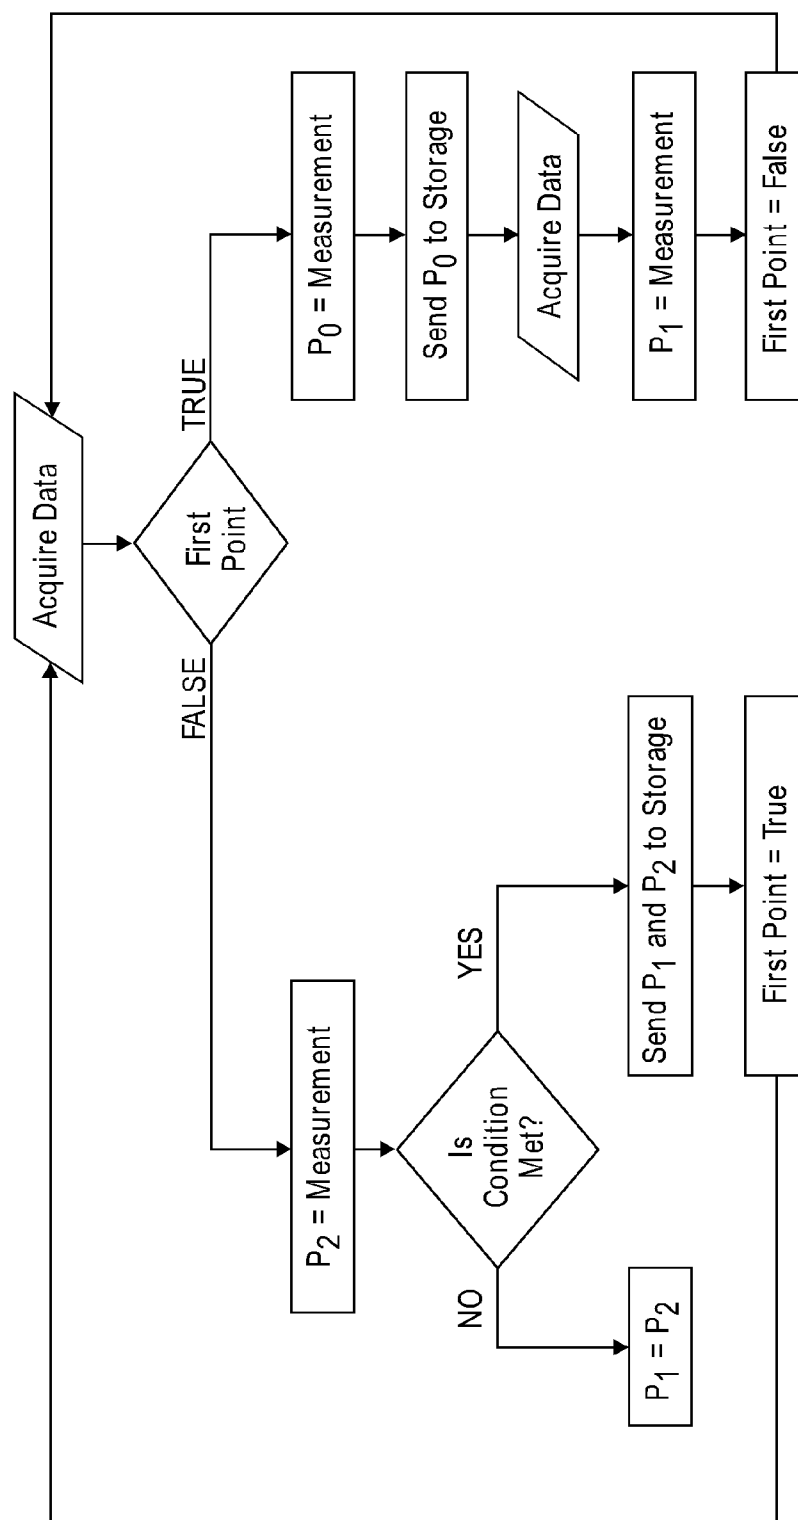 Acquire Data
First
Point
TRUE
FALSE
P0 = Measurement
Send P0 to Storage
Acquire Data
P1 = Measurement
First Point = False
P2 = Measurement
Is
Condition
Met?
YES
NO
Send P1 and P2 to Storage
First Point = True
P1 = P2